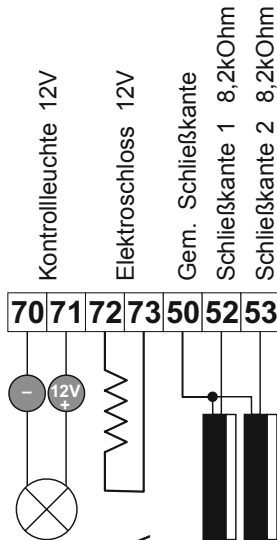 Kontrollleuchte 12V
Elektroschloss 12V
Gem. Schließkante
Schließkante 1 8,2kOhm
Schließkante 2 8,2kOhm
70 71 72 73 50 52 53
– 12V +